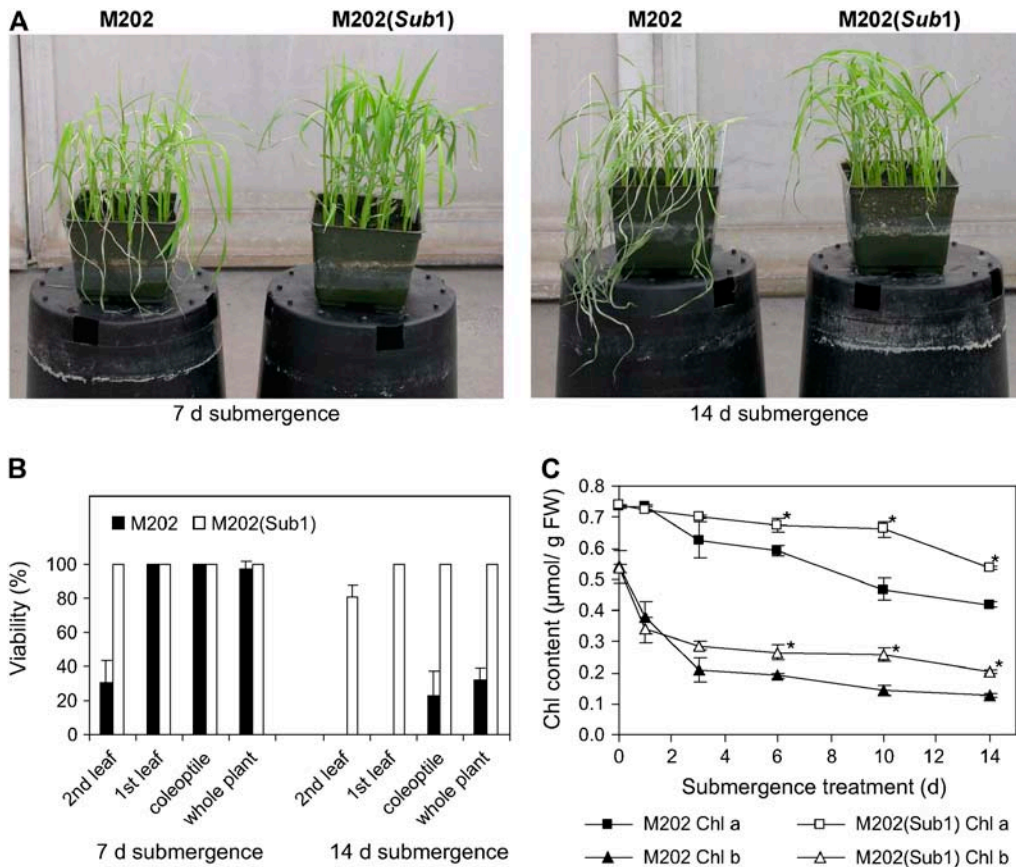 A
M202
M202(Sub1)
M202
M202(Sub1)
7 d submergence
14 d submergence
B
M202
M202(Sub1)
Viability (%)
100
80
60
40
20
0
2nd leaf
1st leaf
coleoptile
whole plant
2nd leaf
1st leaf
coleoptile
whole plant
7 d submergence
14 d submergence
C
Chl content (μmol/ g FW)
0.8
0.7
0.6
0.5
0.4
0.3
0.2
0.1
0.0
* * *
* * *
0 1 3 6 10 14
Submergence treatment (d)
M202 Chl a
M202(Sub1) Chl a
M202 Chl b
M202(Sub1) Chl b